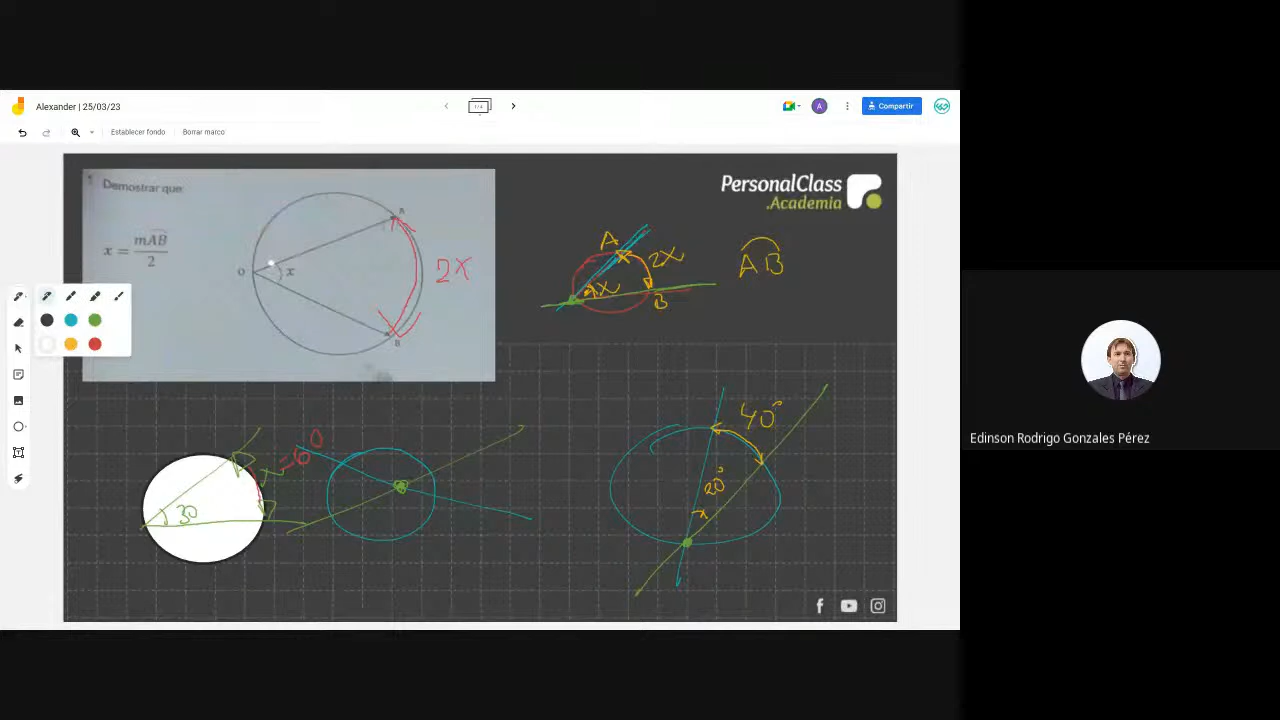 Alexander | 25/03/23
Compartir
A
Establecer fondo
Borrar marco
Demostrar que:
x = mAB / 2
O
x
A
B
2X
A
2X
X
B
AB
PersonalClass
.Academia
30
X=60
40°
20°
x
Edinson Rodrigo Gonzales Pérez